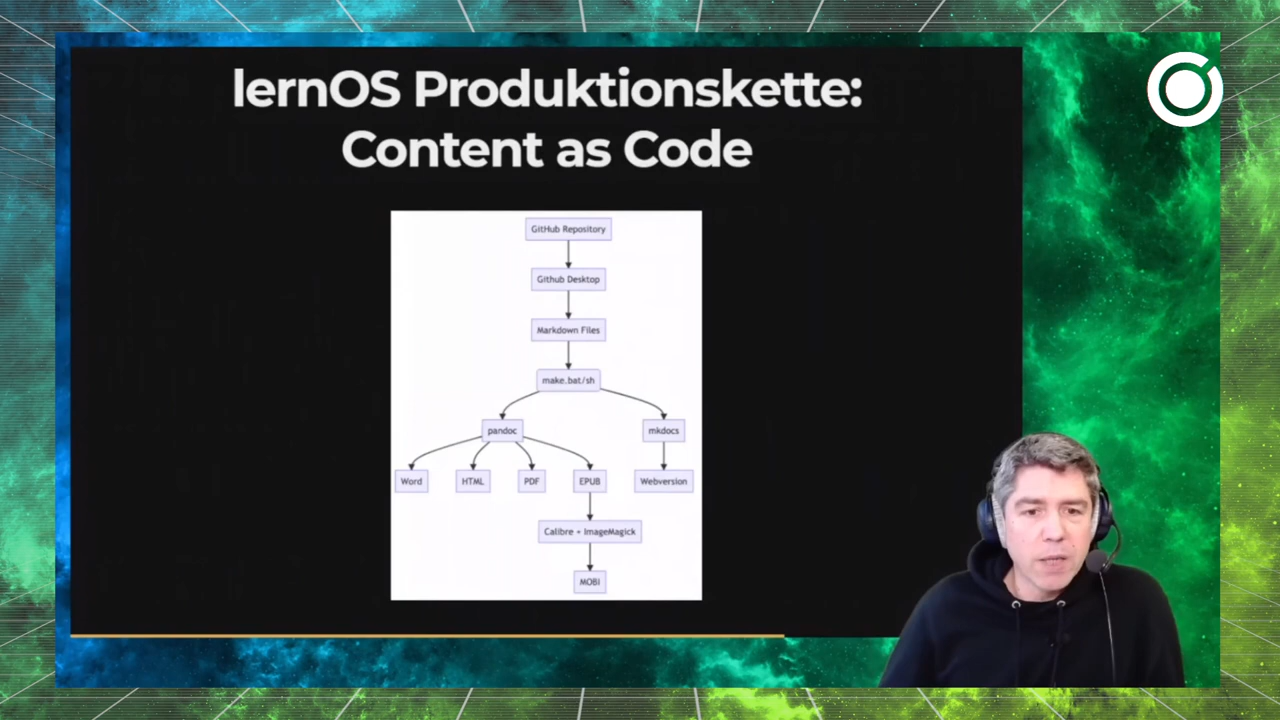 lernOS Produktionskette:
Content as Code
GitHub Repository
Github Desktop
Markdown Files
make.bat/sh
pandoc
mkdocs
Word
HTML
PDF
EPUB
Webversion
Calibre + ImageMagick
MOBI